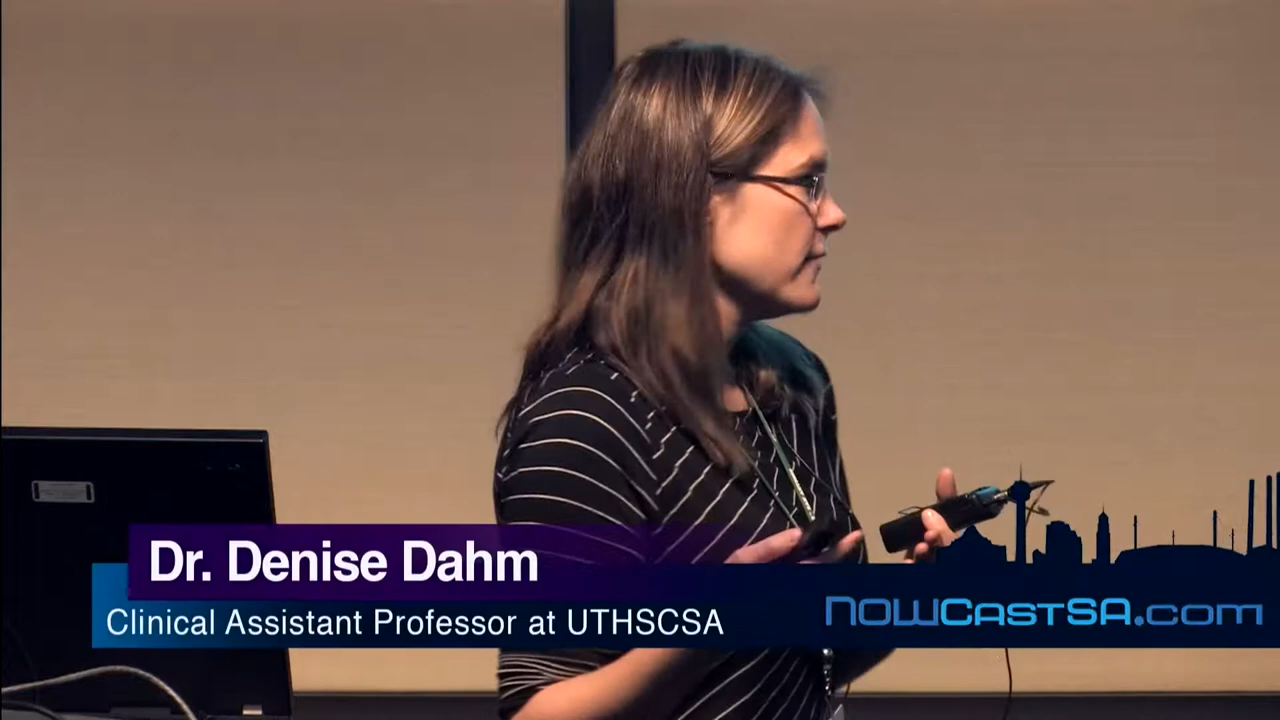 Dr. Denise Dahm
Clinical Assistant Professor at UTHSCSA
NOWCastSA.com